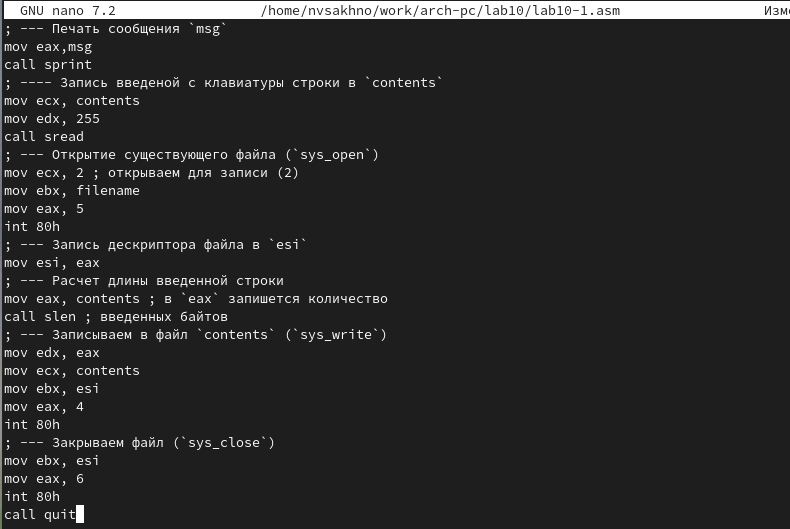 GNU nano 7.2 /home/nvsakhno/work/arch-pc/lab10/lab10-1.asm Изме
; --- Печать сообщения `msg`
mov eax,msg
call sprint
; ---- Запись введеной с клавиатуры строки в `contents`
mov ecx, contents
mov edx, 255
call sread
; --- Открытие существующего файла (`sys_open`)
mov ecx, 2 ; открываем для записи (2)
mov ebx, filename
mov eax, 5
int 80h
; --- Запись дескриптора файла в `esi`
mov esi, eax
; --- Расчет длины введенной строки
mov eax, contents ; в `eax` запишется количество
call slen ; введенных байтов
; --- Записываем в файл `contents` (`sys_write`)
mov edx, eax
mov ecx, contents
mov ebx, esi
mov eax, 4
int 80h
; --- Закрываем файл (`sys_close`)
mov ebx, esi
mov eax, 6
int 80h
call quit